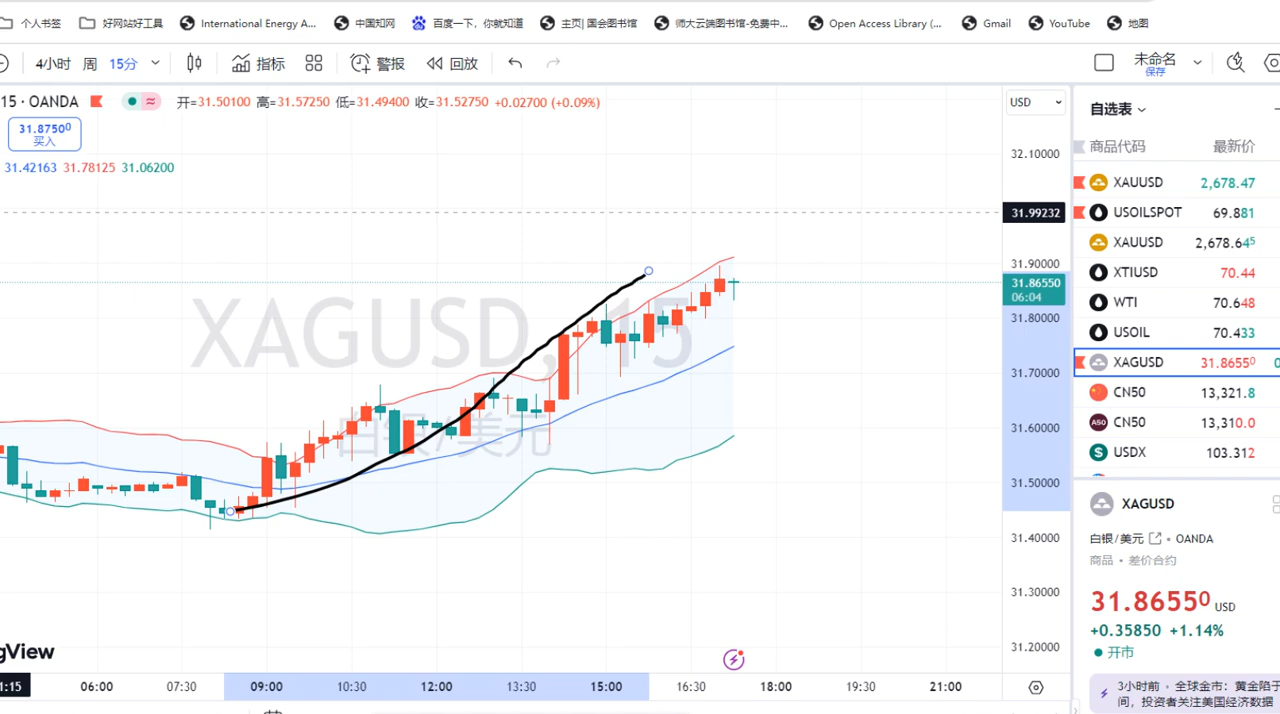 个人书签 好网站好工具 International Energy A... 中国知网 百度一下，你就知道 主页| 国会图书馆 师大云端图书馆-免费中... Open Access Library (... Gmail YouTube 地图
4小时 周 15分 指标 警报 回放 未命名
保存
15 · OANDA 开=31.50100 高=31.57250 低=31.49400 收=31.52750 +0.02700 (+0.09%)
31.8750⁰
买入
31.42163 31.78125 31.06200
XAGUSD, 15
白银/美元
USD
32.10000
31.99232
31.90000
31.86550
06:04
31.80000
31.70000
31.60000
31.50000
31.40000
31.30000
31.20000
gView
1:15 06:00 07:30 09:00 10:30 12:00 13:30 15:00 16:30 18:00 19:30 21:00
自选表
商品代码 最新价
XAUUSD 2,678.47
USOILSPOT 69.881
XAUUSD 2,678.64⁵
XTIUSD 70.44
WTI 70.648
USOIL 70.433
XAGUSD 31.8655⁰ 0
CN50 13,321.8
A50 CN50 13,310.0
USDX 103.312
XAGUSD
白银/美元 • OANDA
商品 • 差价合约
31.8655⁰ USD
+0.35850 +1.14%
开市
3小时前 • 全球金市：黄金陷于
间，投资者关注美国经济数据